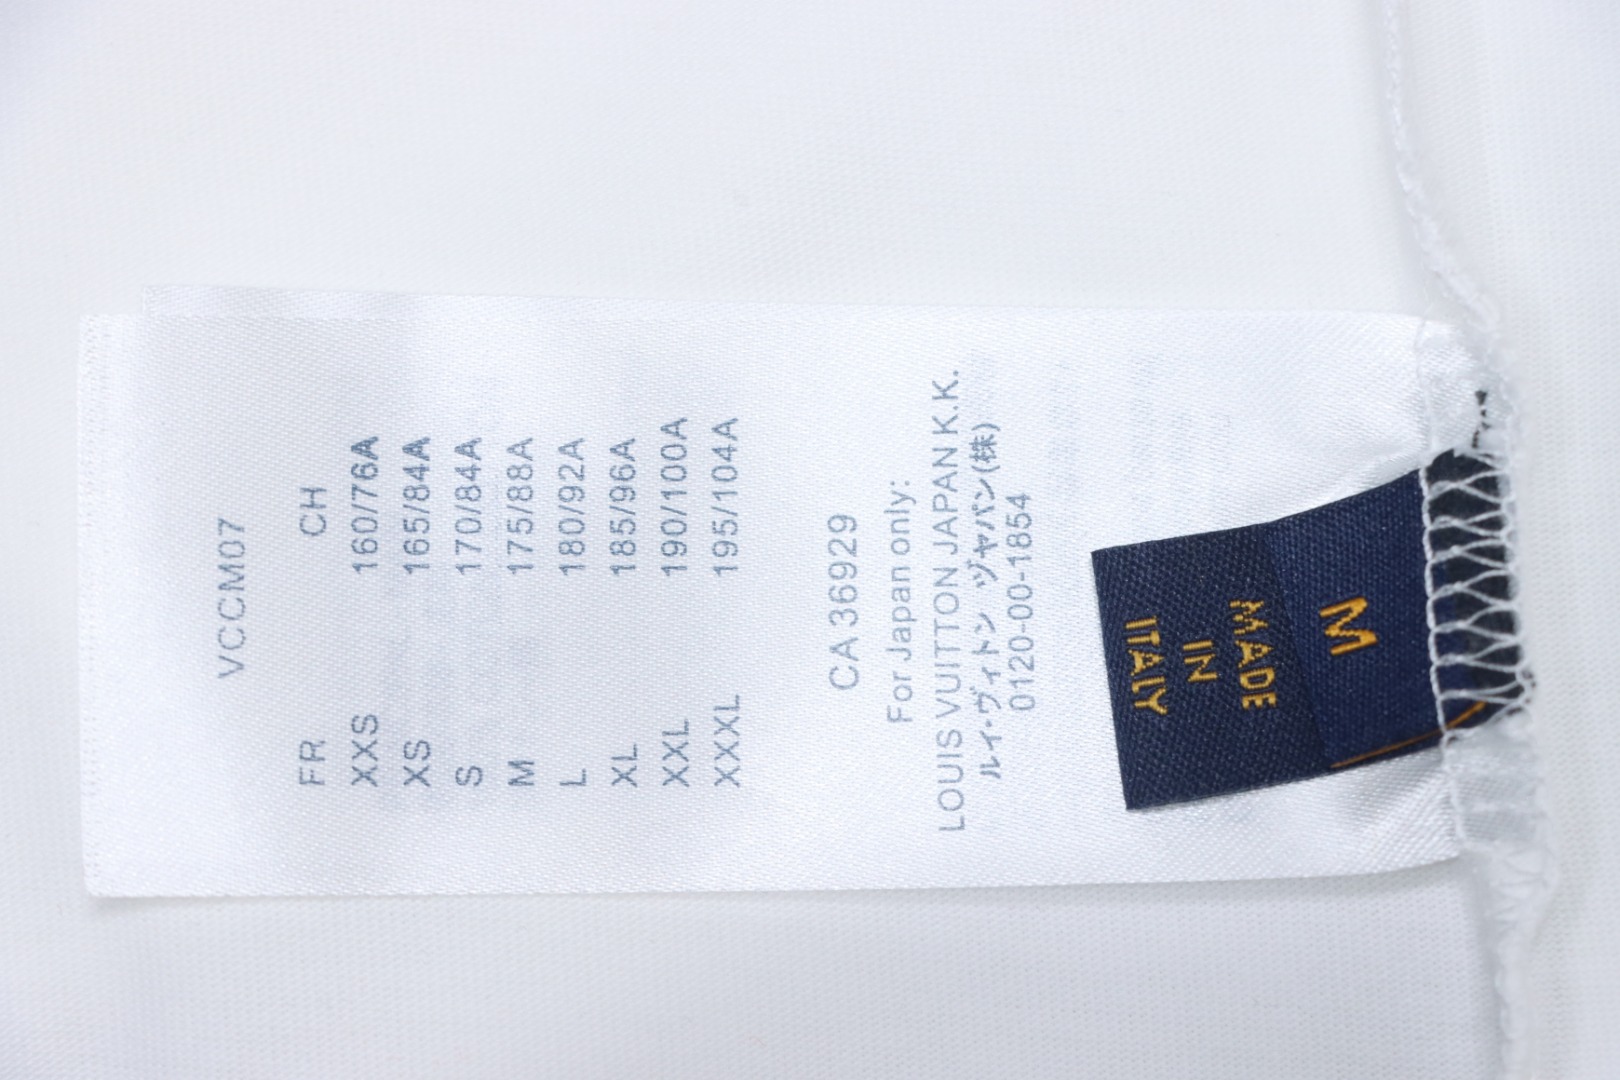 VCCM07
FR CH
XXS 160/76A
XS 165/84A
S 170/84A
M 175/88A
L 180/92A
XL 185/96A
XXL 190/100A
XXXL 195/104A
CA 36929
For Japan only:
LOUIS VUITTON JAPAN K.K.
ルイ・ヴィトン ジャパン(株)
0120-00-1854
M
MADE
IN
ITALY